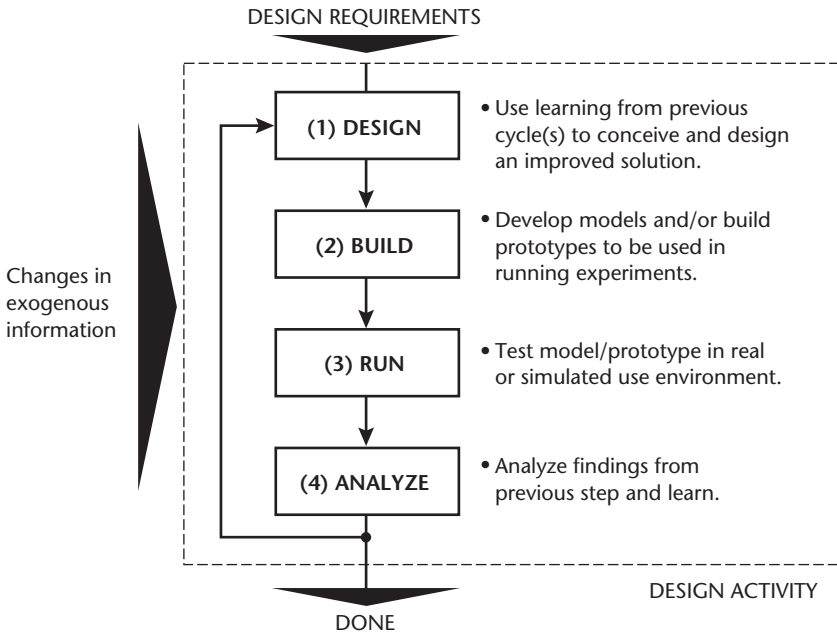 DESIGN REQUIREMENTS
(1) DESIGN
• Use learning from previous
cycle(s) to conceive and design
an improved solution.
(2) BUILD
• Develop models and/or build
prototypes to be used in
running experiments.
Changes in
exogenous
information
(3) RUN
• Test model/prototype in real
or simulated use environment.
(4) ANALYZE
• Analyze findings from
previous step and learn.
DESIGN ACTIVITY
DONE